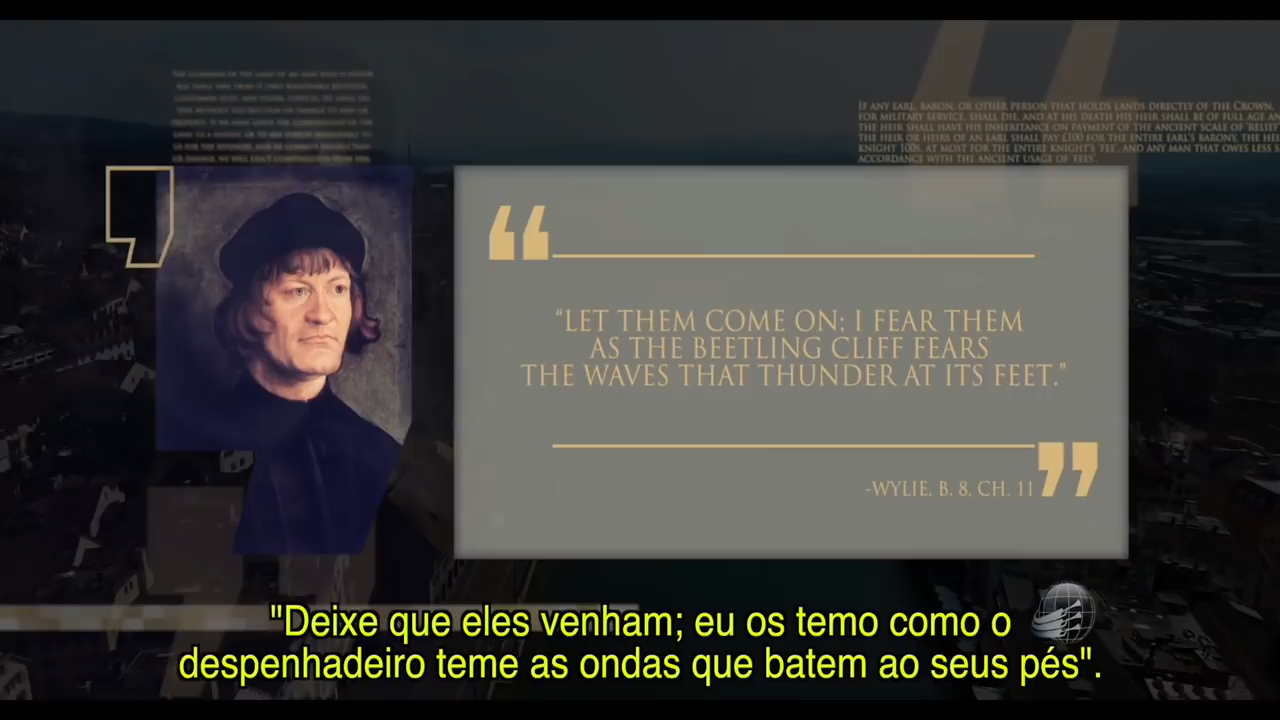 IF ANY EARL, BARON, OR OTHER PERSON THAT HOLDS LANDS DIRECTLY OF THE CROWN,
FOR MILITARY SERVICE, SHALL DIE, AND AT HIS DEATH HIS HEIR SHALL BE OF FULL AGE AN
THE HEIR SHALL HAVE HIS INHERITANCE ON PAYMENT OF THE ANCIENT SCALE OF 'RELIEF
THE HEIR OR HEIRS OF AN EARL SHALL PAY £100 FOR THE ENTIRE EARL'S BARONY, THE HEI
KNIGHT 100S. AT MOST FOR THE ENTIRE KNIGHT'S 'FEE', AND ANY MAN THAT OWES LESS S
ACCORDANCE WITH THE ANCIENT USAGE OF 'FEES'.
“LET THEM COME ON; I FEAR THEM
AS THE BEETLING CLIFF FEARS
THE WAVES THAT THUNDER AT ITS FEET.”
-WYLIE, B. 8, CH. 11
"Deixe que eles venham; eu os temo como o
despenhadeiro teme as ondas que batem ao seus pés".